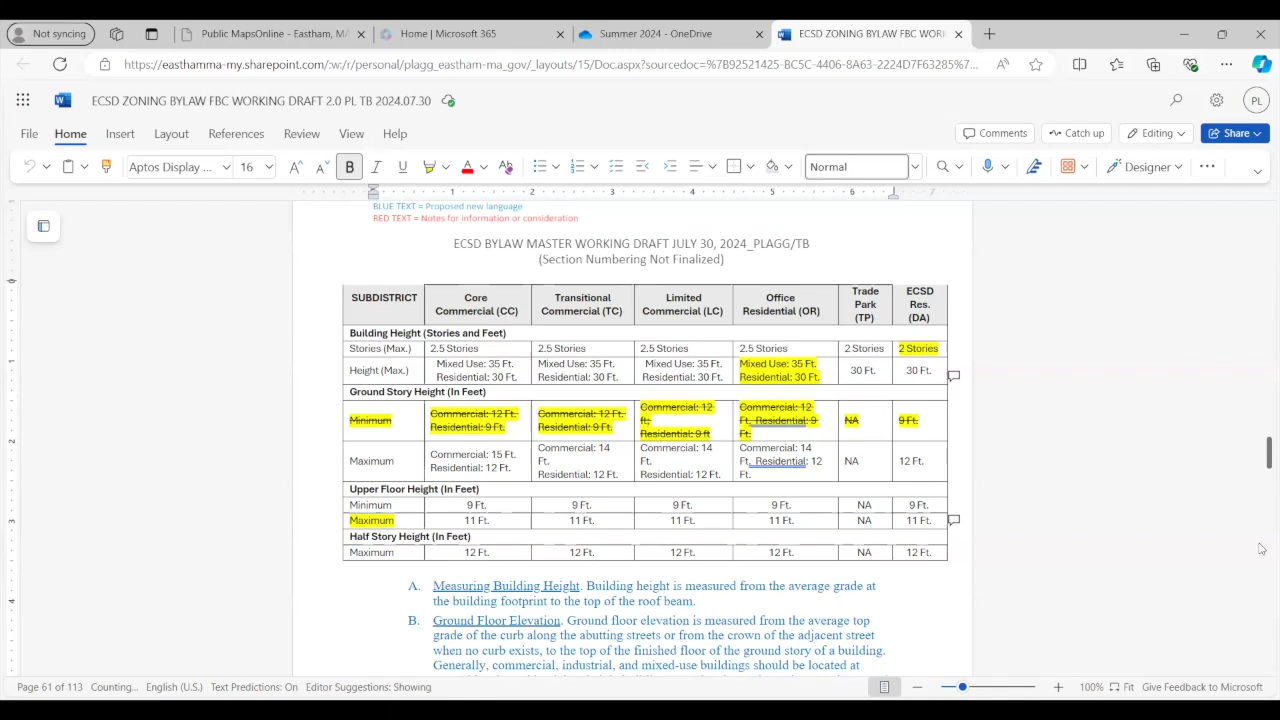 Not syncing
Public MapsOnline - Eastham, MA
Home | Microsoft 365
Summer 2024 - OneDrive
ECSD ZONING BYLAW FBC WORK
https://easthamma-my.sharepoint.com/:w:/r/personal/plagg_eastham-ma_gov/_layouts/15/Doc.aspx?sourcedoc=%7B92521425-BC5C-4406-8A63-2224D7F63285%7...
ECSD ZONING BYLAW FBC WORKING DRAFT 2.0 PL TB 2024.07.30
PL
File Home Insert Layout References Review View Help
Comments Catch up Editing Share
Aptos Display ... 16 B I U A Normal Designer
1 2 3 4 5 6 7
BLUE TEXT = Proposed new language
RED TEXT = Notes for information or consideration
ECSD BYLAW MASTER WORKING DRAFT JULY 30, 2024_PLAGG/TB
(Section Numbering Not Finalized)
SUBDISTRICT Core Commercial (CC) Transitional Commercial (TC) Limited Commercial (LC) Office Residential (OR) Trade Park (TP) ECSD Res. (DA)
Building Height (Stories and Feet)
Stories (Max.) 2.5 Stories 2.5 Stories 2.5 Stories 2.5 Stories 2 Stories 2 Stories
Height (Max.) Mixed Use: 35 Ft. Residential: 30 Ft. Mixed Use: 35 Ft. Residential: 30 Ft. Mixed Use: 35 Ft. Residential: 30 Ft. Mixed Use: 35 Ft. Residential: 30 Ft. 30 Ft. 30 Ft.
Ground Story Height (In Feet)
Minimum Commercial: 12 Ft. Residential: 9 Ft. Commercial: 12 Ft. Residential: 9 Ft. Commercial: 12 ft; Residential: 9 ft Commercial: 12 Ft. Residential: 9 Ft. NA 9 Ft.
Maximum Commercial: 15 Ft. Residential: 12 Ft. Commercial: 14 Ft. Residential: 12 Ft. Commercial: 14 Ft. Residential: 12 Ft. Commercial: 14 Ft. Residential: 12 Ft. NA 12 Ft.
Upper Floor Height (In Feet)
Minimum 9 Ft. 9 Ft. 9 Ft. 9 Ft. NA 9 Ft.
Maximum 11 Ft. 11 Ft. 11 Ft. 11 Ft. NA 11 Ft.
Half Story Height (In Feet)
Maximum 12 Ft. 12 Ft. 12 Ft. 12 Ft. NA 12 Ft.
A. Measuring Building Height. Building height is measured from the average grade at
the building footprint to the top of the roof beam.
B. Ground Floor Elevation. Ground floor elevation is measured from the average top
grade of the curb along the abutting streets or from the crown of the adjacent street
when no curb exists, to the top of the finished floor of the ground story of a building.
Generally, commercial, industrial, and mixed-use buildings should be located at
Page 61 of 113 Counting... English (U.S.) Text Predictions: On Editor Suggestions: Showing 100% Fit Give Feedback to Microsoft